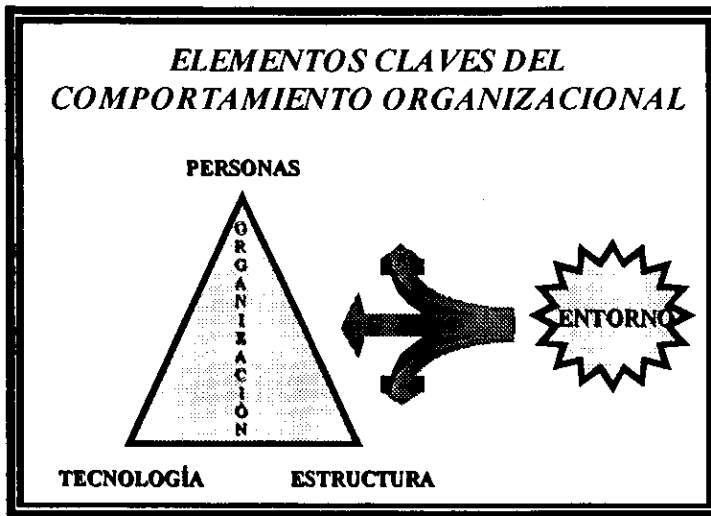 ELEMENTOS CLAVES DEL
COMPORTAMIENTO ORGANIZACIONAL
PERSONAS
ORGANIZACIÓN
ENTORNO
TECNOLOGÍA
ESTRUCTURA